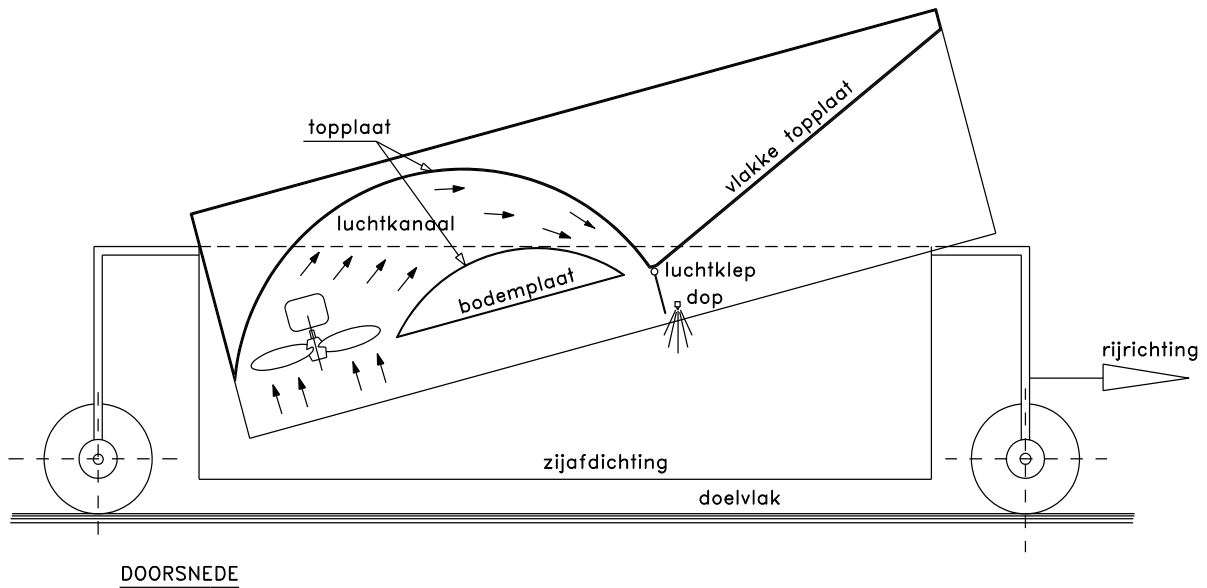 vlakke topplaat
topplaat
luchtkanaal
luchtklep
bodemplaat
dop
rijrichting
zijafdichting
doelvlak
DOORSNEDE